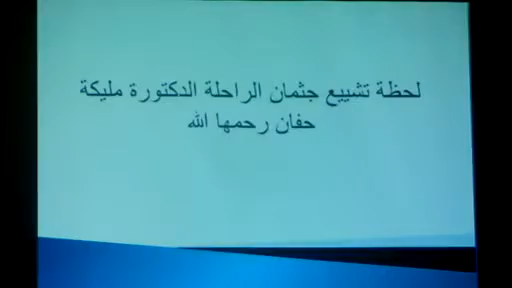 لحظة تشييع جثمان الراحلة الدكتورة مليكة
حفان رحمها الله